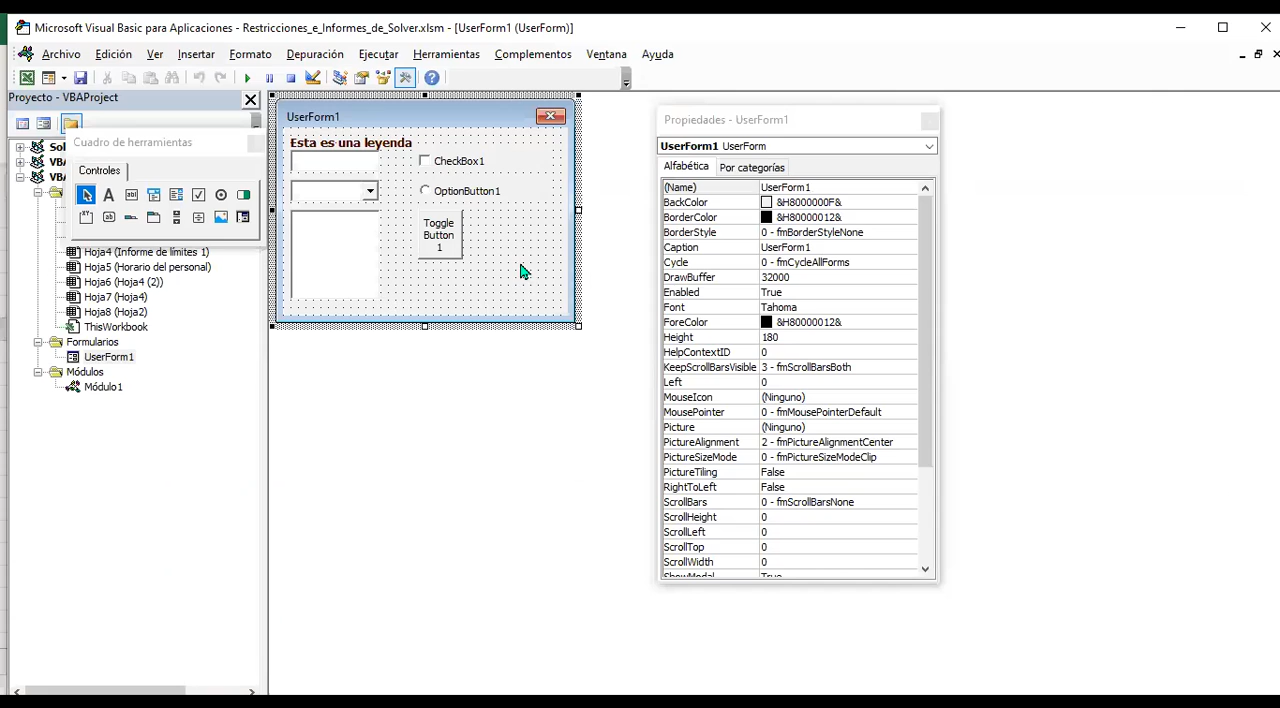 Microsoft Visual Basic para Aplicaciones - Restricciones_e_Informes_de_Solver.xlsm - [UserForm1 (UserForm)]
Archivo Edición Ver Insertar Formato Depuración Ejecutar Herramientas Complementos Ventana Ayuda
Proyecto - VBAProject
Sol
VB
VB
Cuadro de herramientas
Controles
Hoja4 (Informe de límites 1)
Hoja5 (Horario del personal)
Hoja6 (Hoja4 (2))
Hoja7 (Hoja4)
Hoja8 (Hoja2)
ThisWorkbook
Formularios
UserForm1
Módulos
Módulo1
UserForm1
Esta es una leyenda
CheckBox1
OptionButton1
Toggle
Button
1
Propiedades - UserForm1
UserForm1 UserForm
Alfabética Por categorías
(Name) UserForm1
BackColor &H8000000F&
BorderColor &H80000012&
BorderStyle 0 - fmBorderStyleNone
Caption UserForm1
Cycle 0 - fmCycleAllForms
DrawBuffer 32000
Enabled True
Font Tahoma
ForeColor &H80000012&
Height 180
HelpContextID 0
KeepScrollBarsVisible 3 - fmScrollBarsBoth
Left 0
MouseIcon (Ninguno)
MousePointer 0 - fmMousePointerDefault
Picture (Ninguno)
PictureAlignment 2 - fmPictureAlignmentCenter
PictureSizeMode 0 - fmPictureSizeModeClip
PictureTiling False
RightToLeft False
ScrollBars 0 - fmScrollBarsNone
ScrollHeight 0
ScrollLeft 0
ScrollTop 0
ScrollWidth 0
ShowModal True